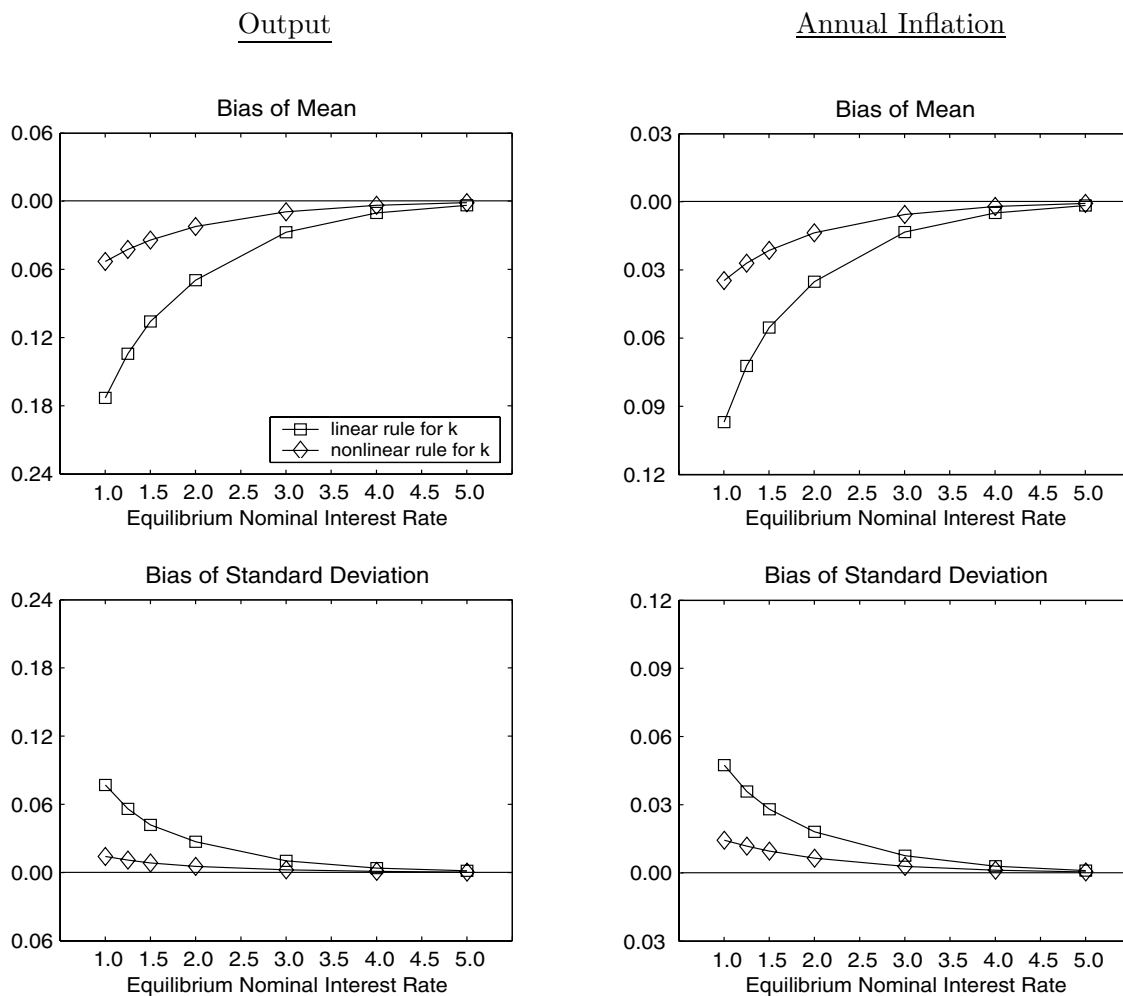 Output
Annual Inflation
Bias of Mean
0.06
0.00
0.06
0.12
0.18
0.24
linear rule for k
nonlinear rule for k
1.0 1.5 2.0 2.5 3.0 3.5 4.0 4.5 5.0
Equilibrium Nominal Interest Rate
Bias of Mean
0.03
0.00
0.03
0.06
0.09
0.12
1.0 1.5 2.0 2.5 3.0 3.5 4.0 4.5 5.0
Equilibrium Nominal Interest Rate
Bias of Standard Deviation
0.24
0.18
0.12
0.06
0.00
0.06
1.0 1.5 2.0 2.5 3.0 3.5 4.0 4.5 5.0
Equilibrium Nominal Interest Rate
Bias of Standard Deviation
0.12
0.09
0.06
0.03
0.00
0.03
1.0 1.5 2.0 2.5 3.0 3.5 4.0 4.5 5.0
Equilibrium Nominal Interest Rate